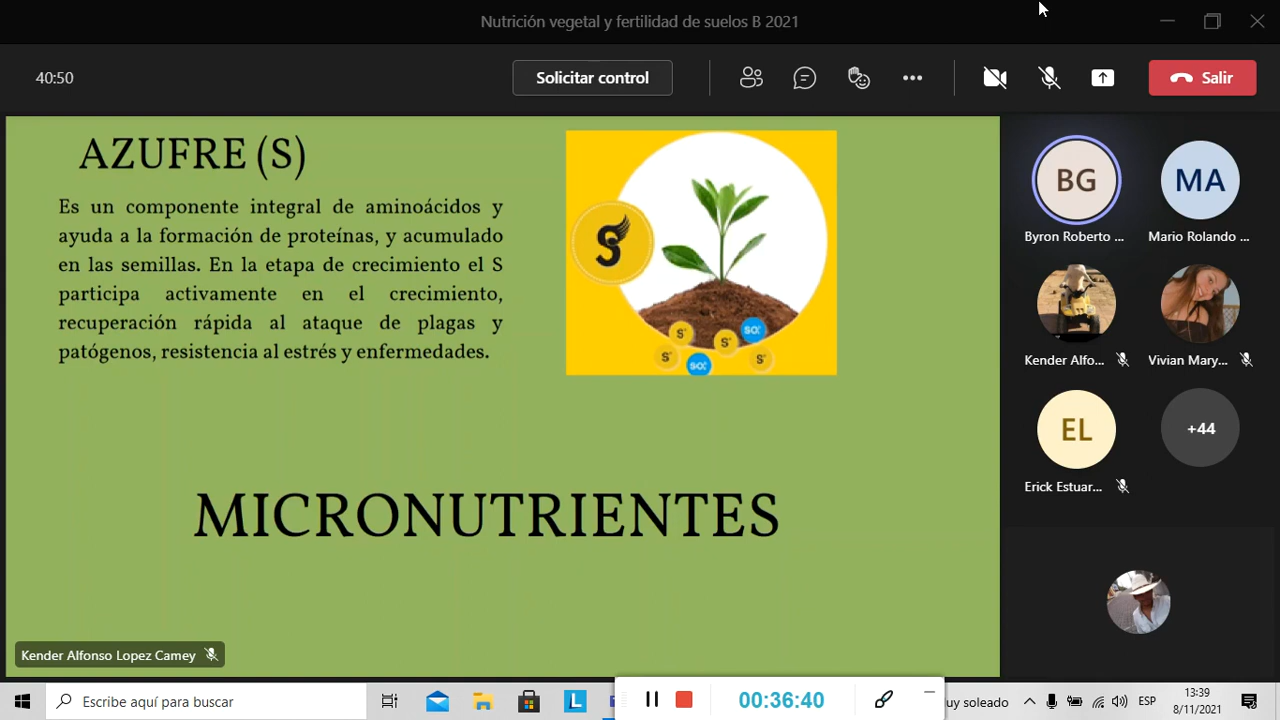 Nutrición vegetal y fertilidad de suelos B 2021
40:50
Solicitar control
Salir
AZUFRE (S)
Es un componente integral de aminoácidos y
ayuda a la formación de proteínas, y acumulado
en las semillas. En la etapa de crecimiento el S
participa activamente en el crecimiento,
recuperación rápida al ataque de plagas y
patógenos, resistencia al estrés y enfermedades.
S
MICRONUTRIENTES
BG
MA
Byron Roberto ...
Mario Rolando ...
Kender Alfo...
Vivian Mary...
EL
+44
Erick Estuar...
Kender Alfonso Lopez Camey
Escribe aquí para buscar
L
00:36:40
uy soleado
ESP
13:39
8/11/2021